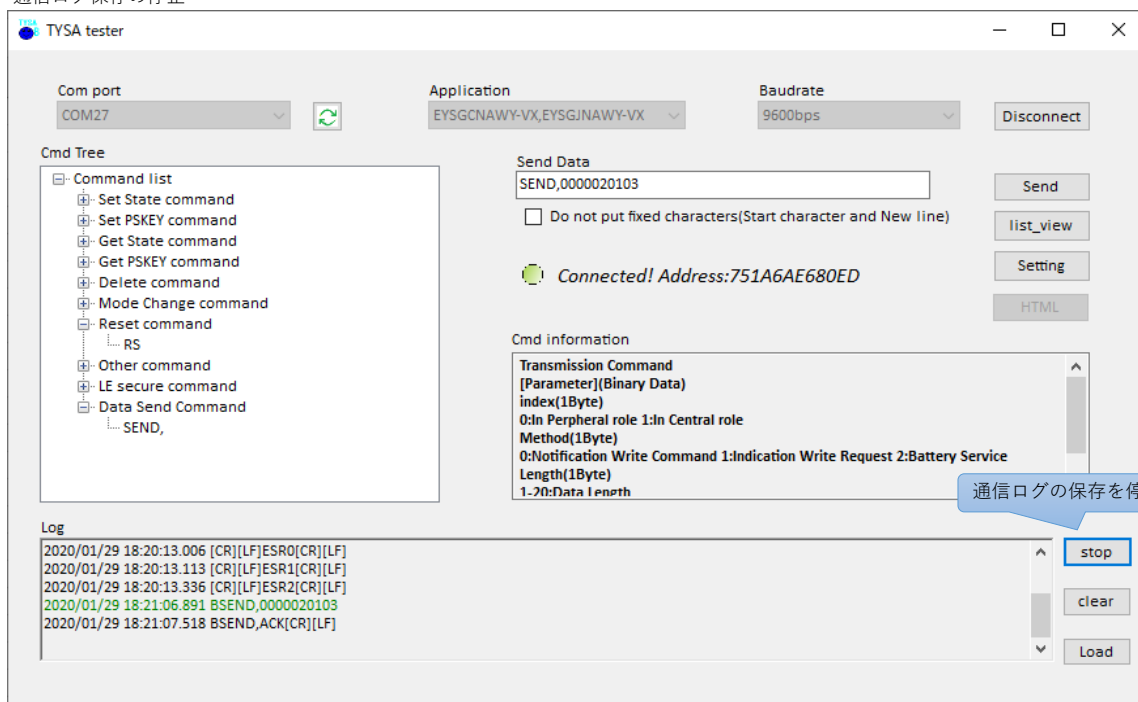 通信ログ保存の停止
TYSA tester
Com port
Application
Baudrate
COM27
EYSGCNAWY-VX,EYSGJNAWY-VX
9600bps
Disconnect
Cmd Tree
Command list
Set State command
Set PSKEY command
Get State command
Get PSKEY command
Delete command
Mode Change command
Reset command
RS
Other command
LE secure command
Data Send Command
SEND,
Send Data
SEND,0000020103
Send
Do not put fixed characters(Start character and New line)
list_view
Connected! Address:751A6AE680ED
Setting
HTML
Cmd information
Transmission Command
[Parameter](Binary Data)
index(1Byte)
0:In Perpheral role 1:In Central role
Method(1Byte)
0:Notification Write Command 1:Indication Write Request 2:Battery Service
Length(1Byte)
1-20:Data Length
通信ログの保存を停
Log
2020/01/29 18:20:13.006 [CR][LF]ESR0[CR][LF]
2020/01/29 18:20:13.113 [CR][LF]ESR1[CR][LF]
2020/01/29 18:20:13.336 [CR][LF]ESR2[CR][LF]
2020/01/29 18:21:06.891 BSEND,0000020103
2020/01/29 18:21:07.518 BSEND,ACK[CR][LF]
stop
clear
Load